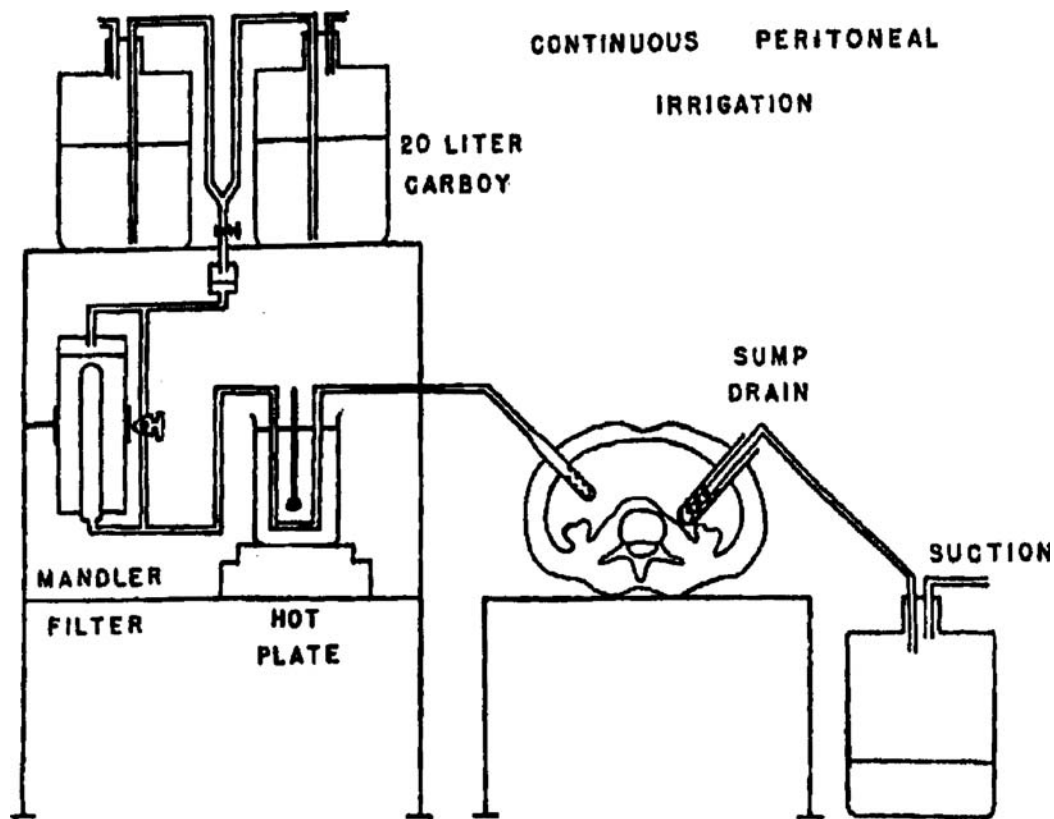 CONTINUOUS PERITONEAL
IRRIGATION
20 LITER
CARBOY
SUMP
DRAIN
SUCTION
MANDLER
FILTER
HOT
PLATE